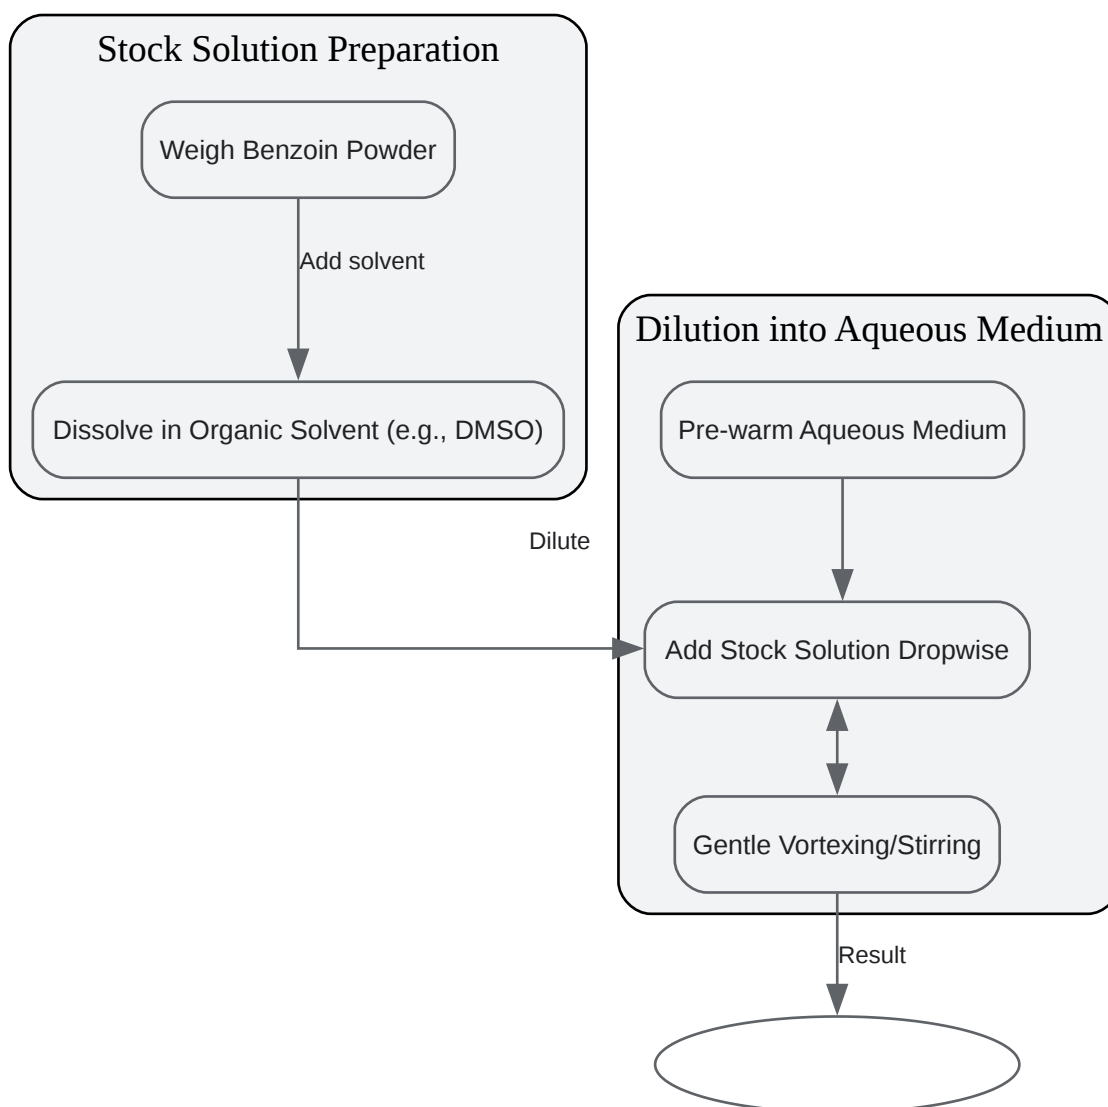 Stock Solution Preparation
Weigh Benzoin Powder
Add solvent
Dissolve in Organic Solvent (e.g., DMSO)
Dilute
Dilution into Aqueous Medium
Pre-warm Aqueous Medium
Add Stock Solution Dropwise
Gentle Vortexing/Stirring
Result